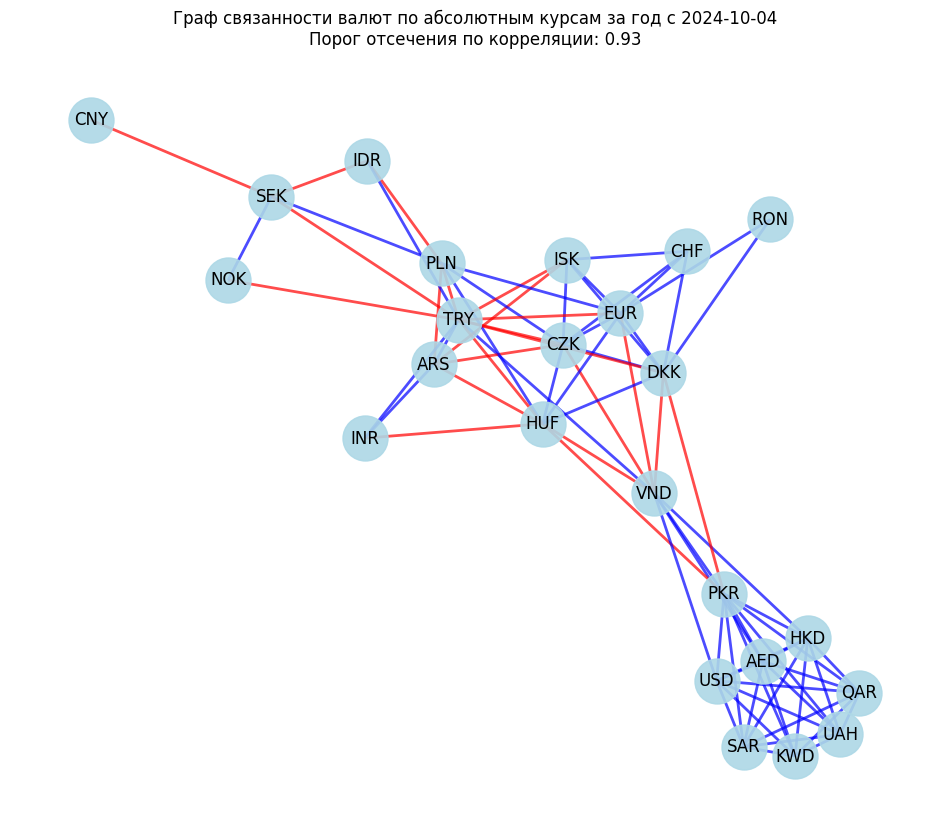 Граф связанности валют по абсолютным курсам за год с 2024-10-04
Порог отсечения по корреляции: 0.93
CNY
IDR
SEK
RON
CHF
ISK
PLN
NOK
EUR
TRY
CZK
ARS
DKK
HUF
INR
VND
PKR
HKD
AED
USD
QAR
UAH
SAR
KWD